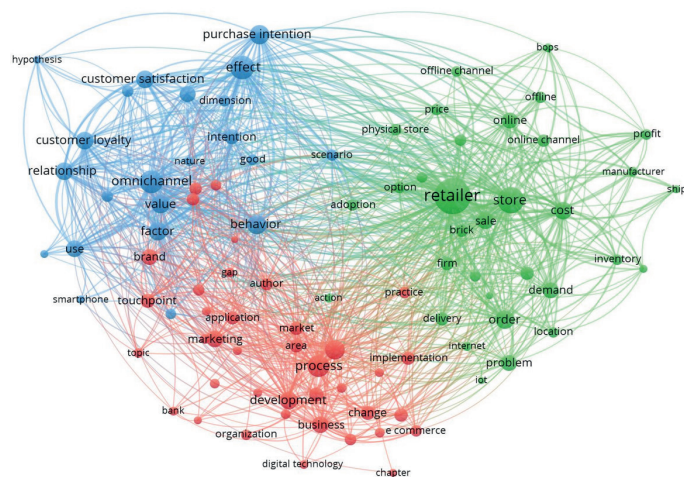 purchase intention
bops
hypothesis
effect
offline channel
customer satisfaction
offline
dimension
price
online
physical store
profit
customer loyalty
intention
online channel
nature
good
scenario
relationship
manufacturer
omnichannel
option
retailer
ship
value
adoption
store
cost
sale
behavior
brick
factor
use
brand
firm
inventory
gap
author
demand
smartphone
touchpoint
action
practice
application
delivery
order
market
location
marketing
area
internet
topic
process
implementation
problem
iot
development
bank
change
business
organization
e commerce
digital technology
chapter